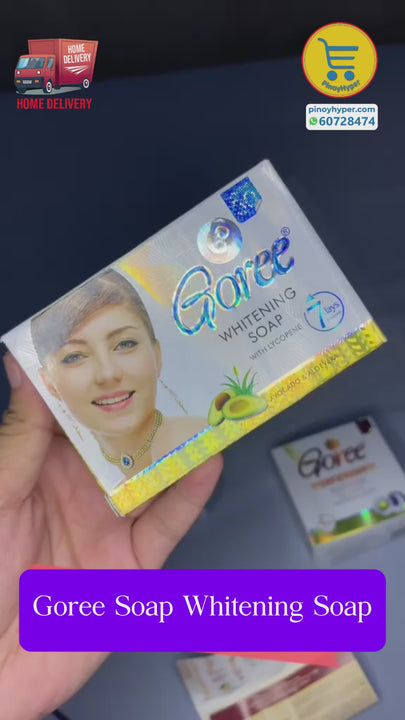 HOME
DELIVERY
HOME DELIVERY
PinoyHyper
pinoyhyper.com
60728474
Goree®
WHITENING
SOAP
WITH LYCOPENE
7 days
AVOCADO & ALOEVERA
Goree
Goree Soap Whitening Soap